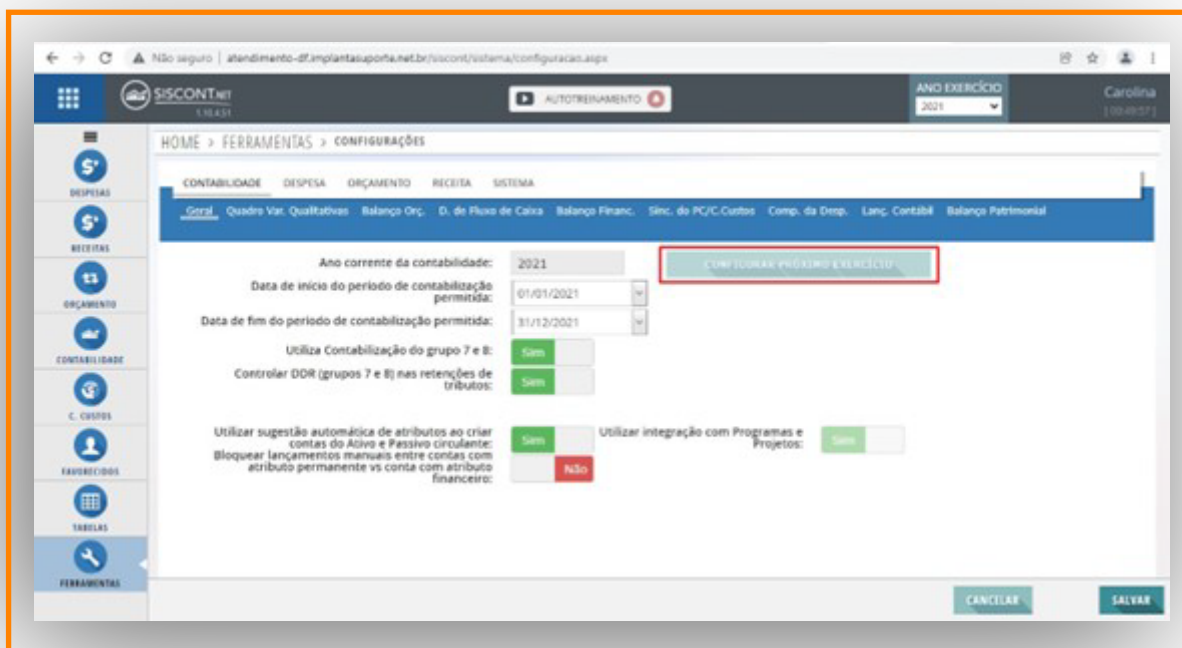 Não seguro | atendimento-df.implantasuporta.net.br/siscont/sistema/configuracao.aspx
SISCONT.NET
AUTOTREINAMENTO
ANO EXERCÍCIO
2021
Carolina
HOME > FERRAMENTAS > CONFIGURAÇÕES
DESPESAS
RECEITAS
ORÇAMENTO
CONTABILIDADE
C. CUSTOS
FAVORECIDOS
TABELAS
FERRAMENTAS
CONTABILIDADE DESPESA ORÇAMENTO RECEITA SISTEMA
Geral Quadro Var. Qualitativas Balanço Orç. D. de Fluxo de Caixa Balanço Financ. Sinc. do PC/C.Custos Comp. da Desp. Lanç. Contábil Balanço Patrimonial
Ano corrente da contabilidade: 2021 CONFIGURAR PRÓXIMO EXERCÍCIO
Data de início do período de contabilização
permitida: 01/01/2021
Data de fim do período de contabilização permitida: 31/12/2021
Utiliza Contabilização do grupo 7 e 8: Sim
Controlar DDR (grupos 7 e 8) nas retenções de
tributos: Sim
Utilizar sugestão automática de atributos ao criar
contas do Ativo e Passivo circulante: Sim
Utilizar integração com Programas e
Projetos: Sim
Bloquear lançamentos manuais entre contas com
atributo permanente vs conta com atributo
financeiro: Não
CANCELAR SALVAR